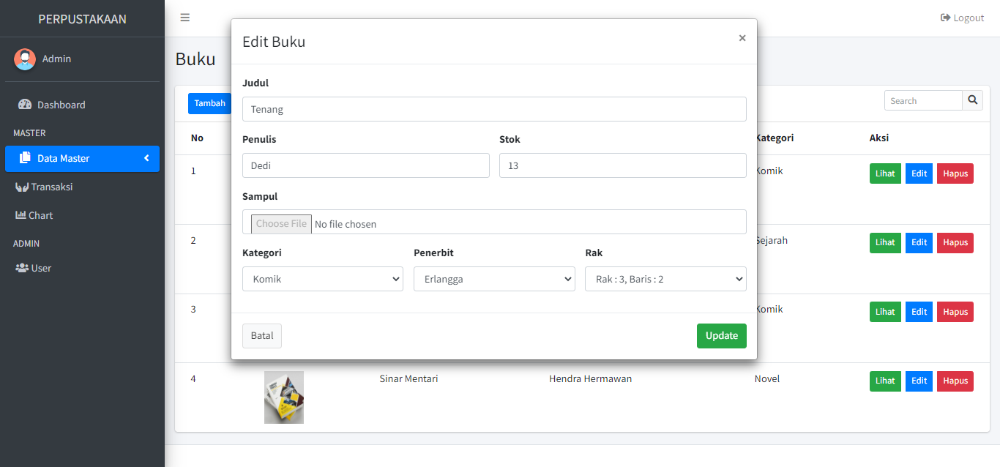 PERPUSTAKAAN
Logout
Admin
Dashboard
MASTER
Data Master
Transaksi
Chart
ADMIN
User
Buku
Tambah
Search
No
Kategori
Aksi
1
Komik
Lihat Edit Hapus
2
Sejarah
Lihat Edit Hapus
3
Komik
Lihat Edit Hapus
4 Sinar Mentari Hendra Hermawan Novel
Lihat Edit Hapus
Edit Buku ×
Judul
Tenang
Penulis Stok
Dedi 13
Sampul
Choose File No file chosen
Kategori Penerbit Rak
Komik Erlangga Rak : 3, Baris : 2
Batal Update